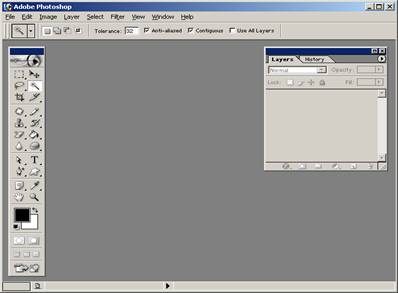 Adobe Photoshop
File Edit Image Layer Select Filter View Window Help
Tolerance: 32 Anti-aliased Contiguous Use All Layers
Layers History
Normal Opacity:
Lock: Fill:
T